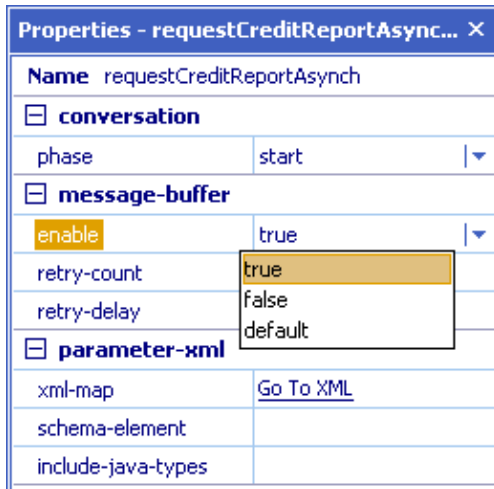 Properties - requestCreditReportAsync... ×
Name requestCreditReportAsynch
conversation
phase start
message-buffer
enable true
retry-count true
false
retry-delay
default
parameter-xml
xml-map Go To XML
schema-element
include-java-types